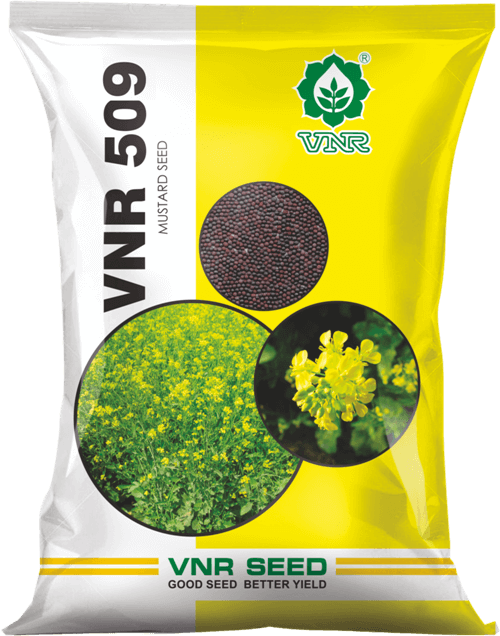 ®
VNR
VNR 509
MUSTARD SEED
VNR SEED
GOOD SEED BETTER YIELD